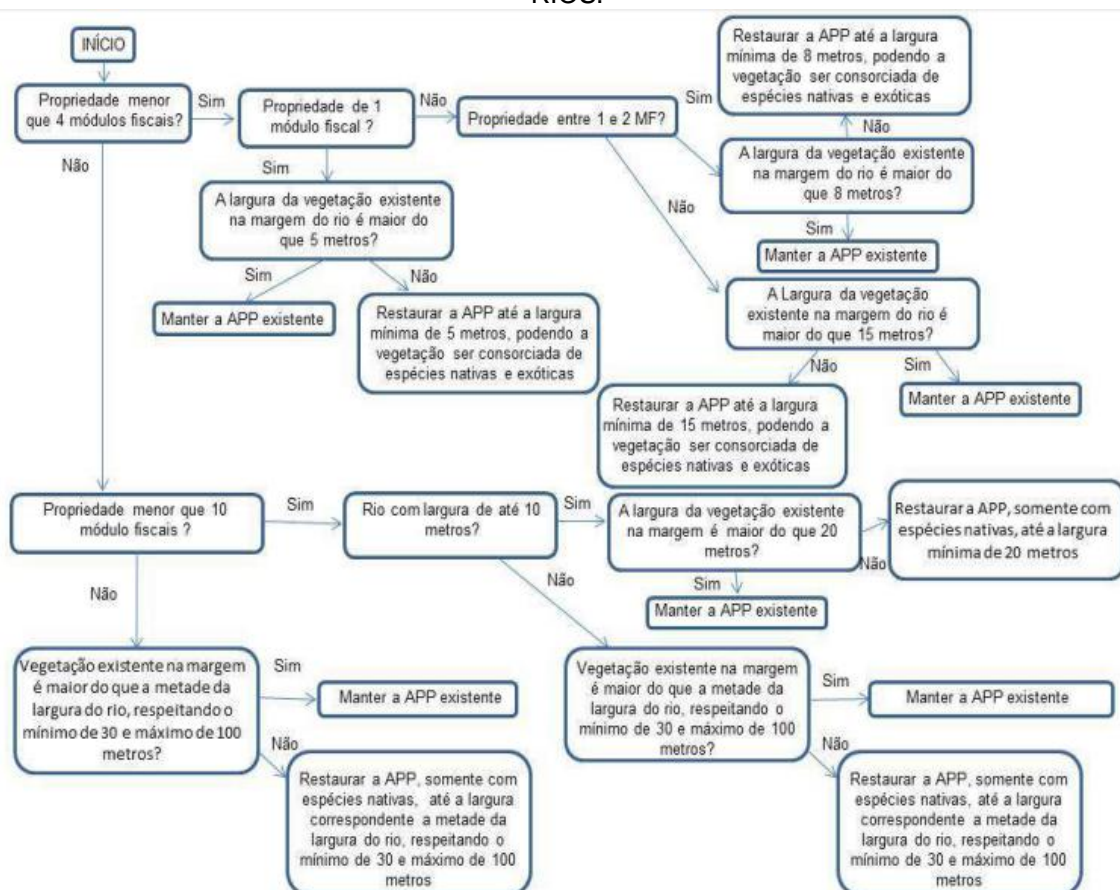 INÍCIO
Propriedade menor
que 4 módulos fiscais?
Sim
Propriedade de 1
módulo fiscal ?
Não
Propriedade entre 1 e 2 MF?
Sim
Restaurar a APP até a largura
mínima de 8 metros, podendo a
vegetação ser consorciada de
espécies nativas e exóticas
Não
A largura da vegetação existente
na margem do rio é maior do
que 8 metros?
Sim
Manter a APP existente
Não
Sim
A largura da vegetação existente
na margem do rio é maior do
que 5 metros?
Sim
Manter a APP existente
Não
Restaurar a APP até a largura
mínima de 5 metros, podendo a
vegetação ser consorciada de
espécies nativas e exóticas
Não
A Largura da vegetação
existente na margem do rio é
maior do que 15 metros?
Não
Sim
Manter a APP existente
Restaurar a APP até a largura
mínima de 15 metros, podendo a
vegetação ser consorciada de
espécies nativas e exóticas
Propriedade menor que 10
módulo fiscais ?
Sim
Rio com largura de até 10
metros?
Sim
A largura da vegetação existente
na margem é maior do que 20
metros?
Não
Restaurar a APP, somente com
espécies nativas, até a largura
mínima de 20 metros
Sim
Manter a APP existente
Não
Não
Vegetação existente na margem
é maior do que a metade da
largura do rio, respeitando o
mínimo de 30 e máximo de 100
metros?
Sim
Manter a APP existente
Não
Restaurar a APP, somente com
espécies nativas, até a largura
correspondente a metade da
largura do rio, respeitando o
mínimo de 30 e máximo de 100
metros
Vegetação existente na margem
é maior do que a metade da
largura do rio, respeitando o
mínimo de 30 e máximo de 100
metros?
Sim
Manter a APP existente
Não
Restaurar a APP, somente com
espécies nativas, até a largura
correspondente a metade da
largura do rio, respeitando o
mínimo de 30 e máximo de 100
metros